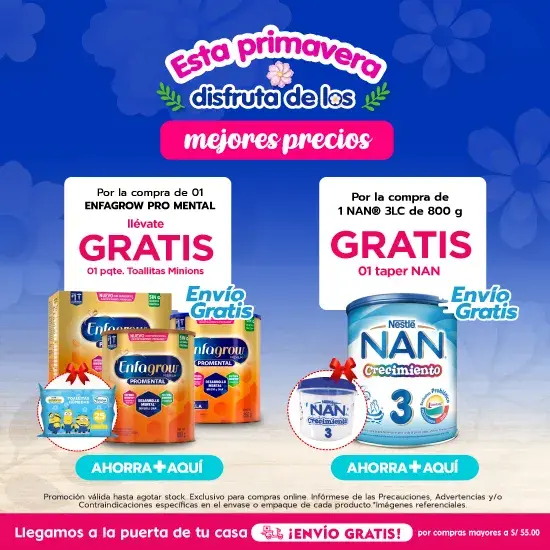 Esta primavera
disfruta de los
mejores precios
Por la compra de 01
ENFAGROW PRO MENTAL
llévate
GRATIS
01 pqte. Toallitas Minions
Por la compra de
1 NAN® 3LC de 800 g
GRATIS
01 taper NAN
Envío
Gratis
Envío
Gratis
Enfagrow
Enfagrow
PREMIUM
PROMENTAL
DESARROLLO
MENTAL
25
Nestlé
NAN
Crecimiento
3
NAN
Crecimiento
3
AHORRA+AQUÍ
AHORRA+AQUÍ
Promoción válida hasta agotar stock. Exclusivo para compras online. Infórmese de las Precauciones, Advertencias y/o
Contraindicaciones específicas en el envase o empaque de cada producto.*Imágenes referenciales.
Llegamos a la puerta de tu casa ¡ENVÍO GRATIS! por compras mayores a S/ 55.00